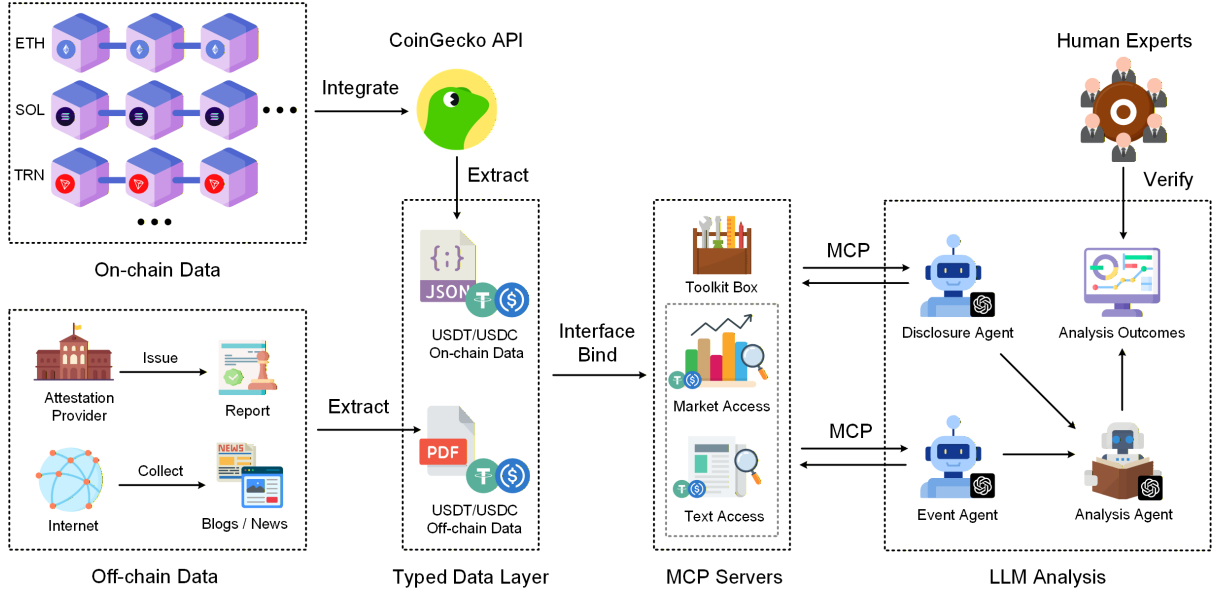 ETH
SOL
TRN
On-chain Data
Integrate
CoinGecko API
Extract
Attestation
Provider
Issue
Report
Internet
Collect
NEWS
Blogs / News
Off-chain Data
Extract
{;}
JSON
USDT/USDC
On-chain Data
PDF
USDT/USDC
Off-chain Data
Typed Data Layer
Interface
Bind
Toolkit Box
Market Access
Text Access
MCP Servers
MCP
MCP
Human Experts
Verify
Disclosure Agent
Analysis Outcomes
Event Agent
Analysis Agent
LLM Analysis